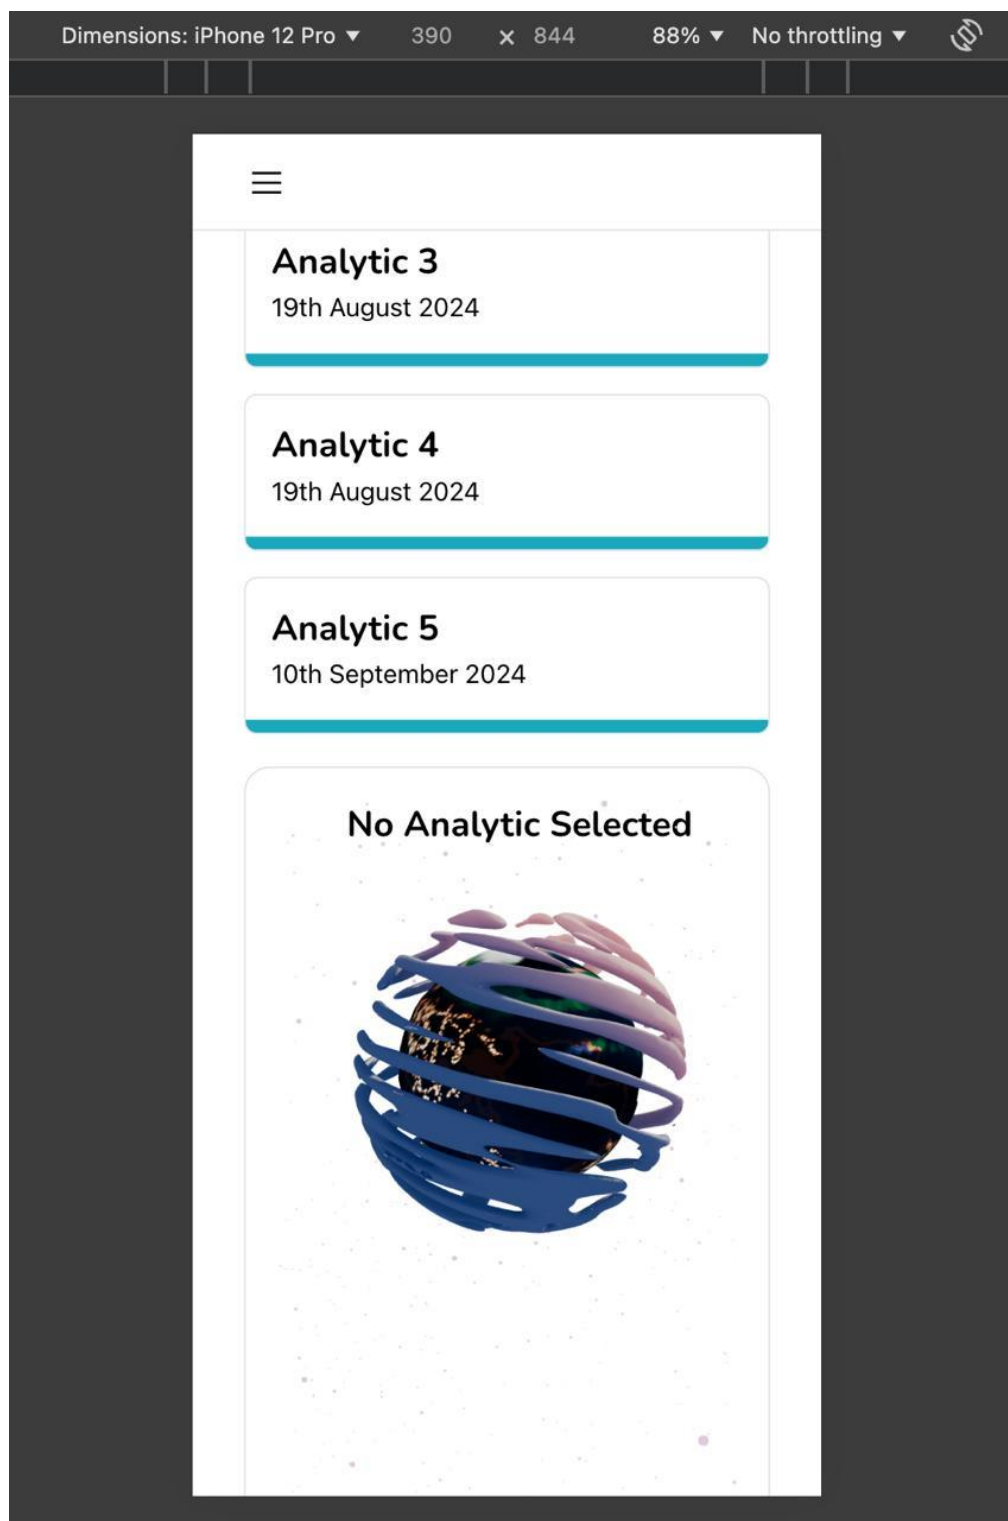 Dimensions: iPhone 12 Pro ▼ 390 × 844 88% ▼ No throttling ▼
Analytic 3
19th August 2024
Analytic 4
19th August 2024
Analytic 5
10th September 2024
No Analytic Selected